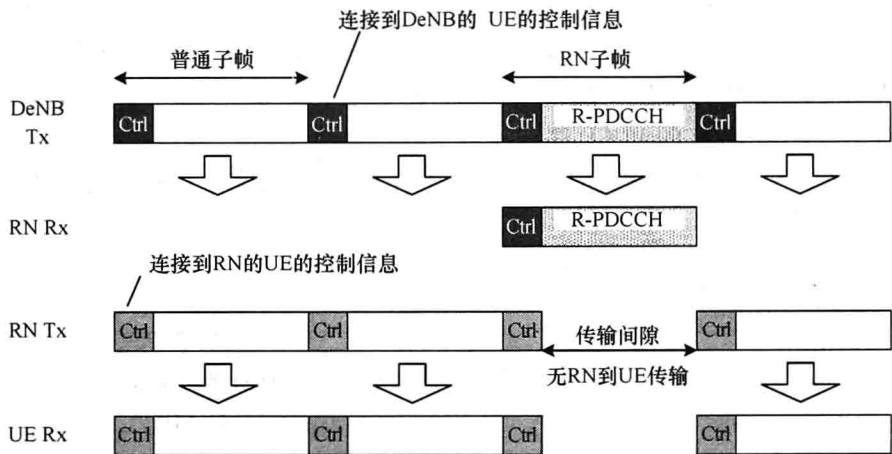 连接到DeNB的 UE的控制信息
普通子帧
RN子帧
DeNB
Tx
Ctrl
Ctrl
Ctrl
R-PDCCH
Ctrl
RN Rx
Ctrl
R-PDCCH
连接到RN的UE的控制信息
RN Tx
Ctrl
Ctrl
Ctrl
传输间隙
Ctrl
无RN到UE传输
UE Rx
Ctrl
Ctrl
Ctrl
Ctrl